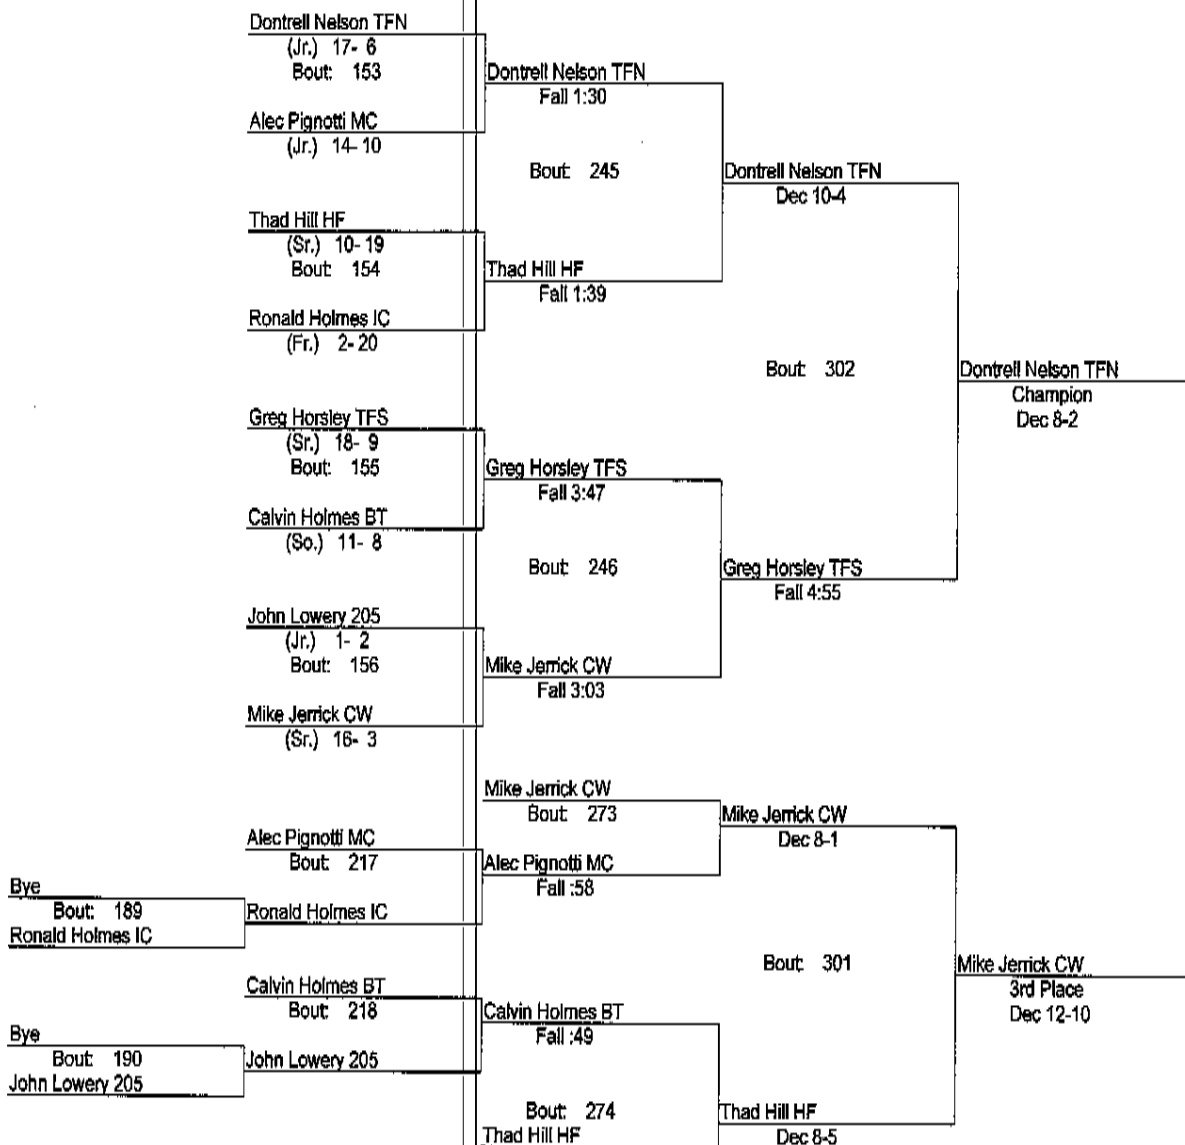 Dontrell Nelson TFN
(Jr.) 17- 6
Bout: 153
Alec Pignotti MC
(Jr.) 14- 10
Dontrell Nelson TFN
Fall 1:30
Bout: 245
Thad Hill HF
(Sr.) 10- 19
Bout: 154
Ronald Holmes IC
(Fr.) 2- 20
Thad Hill HF
Fall 1:39
Dontrell Nelson TFN
Dec 10-4
Greg Horsley TFS
(Sr.) 18- 9
Bout: 155
Calvin Holmes BT
(So.) 11- 8
Greg Horsley TFS
Fall 3:47
Bout: 246
John Lowery 205
(Jr.) 1- 2
Bout: 156
Mike Jerrick CW
(Sr.) 16- 3
Mike Jerrick CW
Fall 3:03
Greg Horsley TFS
Fall 4:55
Bout: 302
Dontrell Nelson TFN
Champion
Dec 8-2
Mike Jerrick CW
Bout: 273
Alec Pignotti MC
Bout: 217
Alec Pignotti MC
Fall :58
Bye
Bout: 189
Ronald Holmes IC
Ronald Holmes IC
Mike Jerrick CW
Dec 8-1
Calvin Holmes BT
Bout: 218
Calvin Holmes BT
Fall :49
Bye
Bout: 190
John Lowery 205
John Lowery 205
Bout: 274
Thad Hill HF
Thad Hill HF
Dec 8-5
Bout: 301
Mike Jerrick CW
3rd Place
Dec 12-10